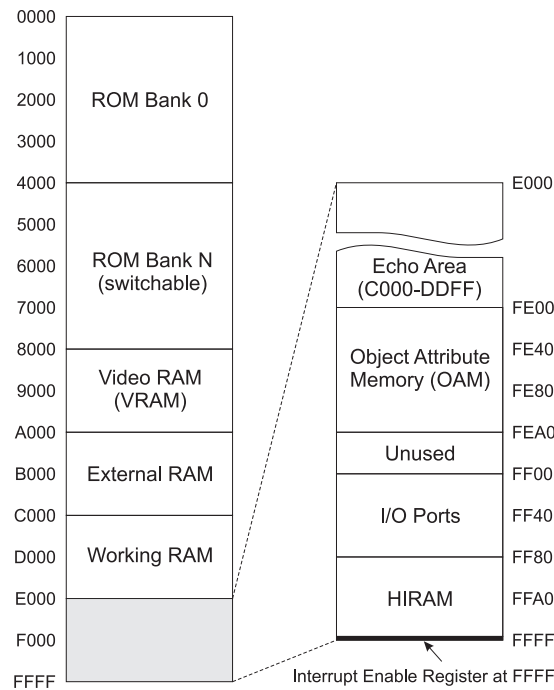 0000
1000
2000
3000
4000
5000
6000
7000
8000
9000
A000
B000
C000
D000
E000
F000
FFFF
ROM Bank 0
ROM Bank N
(switchable)
Video RAM
(VRAM)
External RAM
Working RAM
Echo Area
(C000-DDFF)
Object Attribute
Memory (OAM)
Unused
I/O Ports
HIRAM
E000
FE00
FE40
FE80
FEA0
FF00
FF40
FF80
FFA0
FFFF
Interrupt Enable Register at FFFF